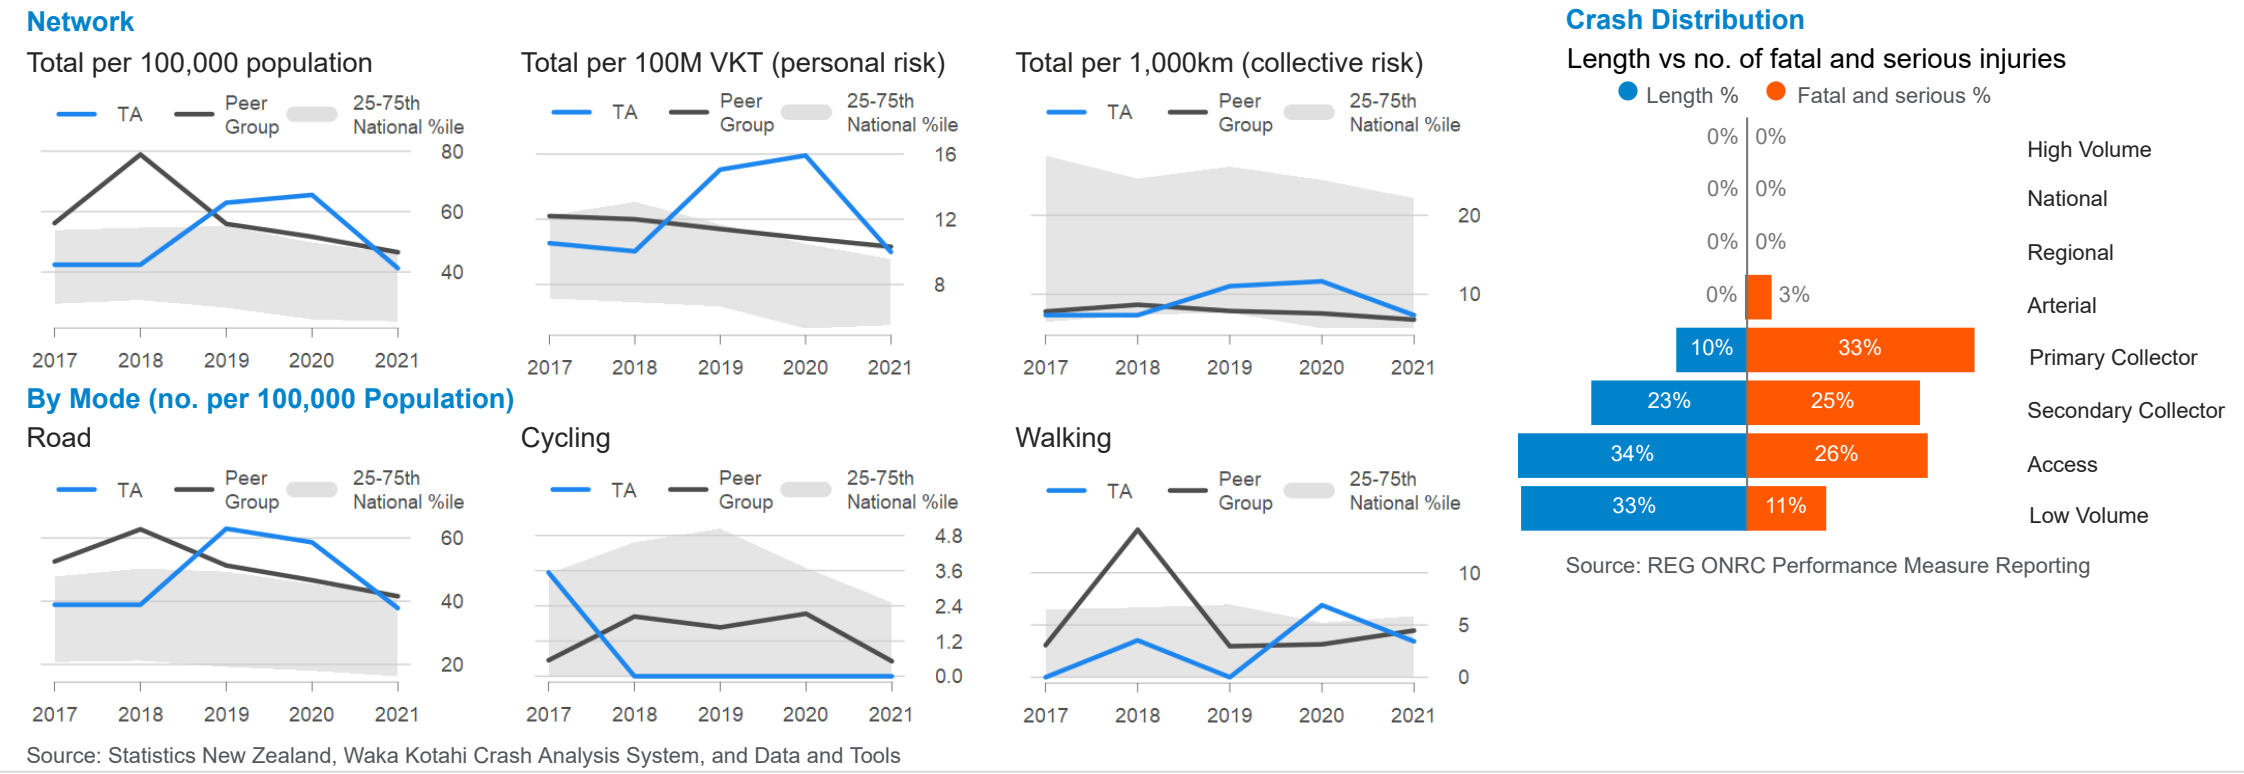 Network
Total per 100,000 population
TA
Peer
Group
25-75th
National %ile
80
60
40
2017 2018 2019 2020 2021
Total per 100M VKT (personal risk)
TA
Peer
Group
25-75th
National %ile
16
12
8
2017 2018 2019 2020 2021
Total per 1,000km (collective risk)
TA
Peer
Group
25-75th
National %ile
20
10
2017 2018 2019 2020 2021
By Mode (no. per 100,000 Population)
Road
TA
Peer
Group
25-75th
National %ile
60
40
20
2017 2018 2019 2020 2021
Cycling
TA
Peer
Group
25-75th
National %ile
4.8
3.6
2.4
1.2
0.0
2017 2018 2019 2020 2021
Walking
TA
Peer
Group
25-75th
National %ile
10
5
0
2017 2018 2019 2020 2021
Source: Statistics New Zealand, Waka Kotahi Crash Analysis System, and Data and Tools
Crash Distribution
Length vs no. of fatal and serious injuries
Length % Fatal and serious %
0% 0% High Volume
0% 0% National
0% 0% Regional
0% 3% Arterial
10% 33% Primary Collector
23% 25% Secondary Collector
34% 26% Access
33% 11% Low Volume
Source: REG ONRC Performance Measure Reporting